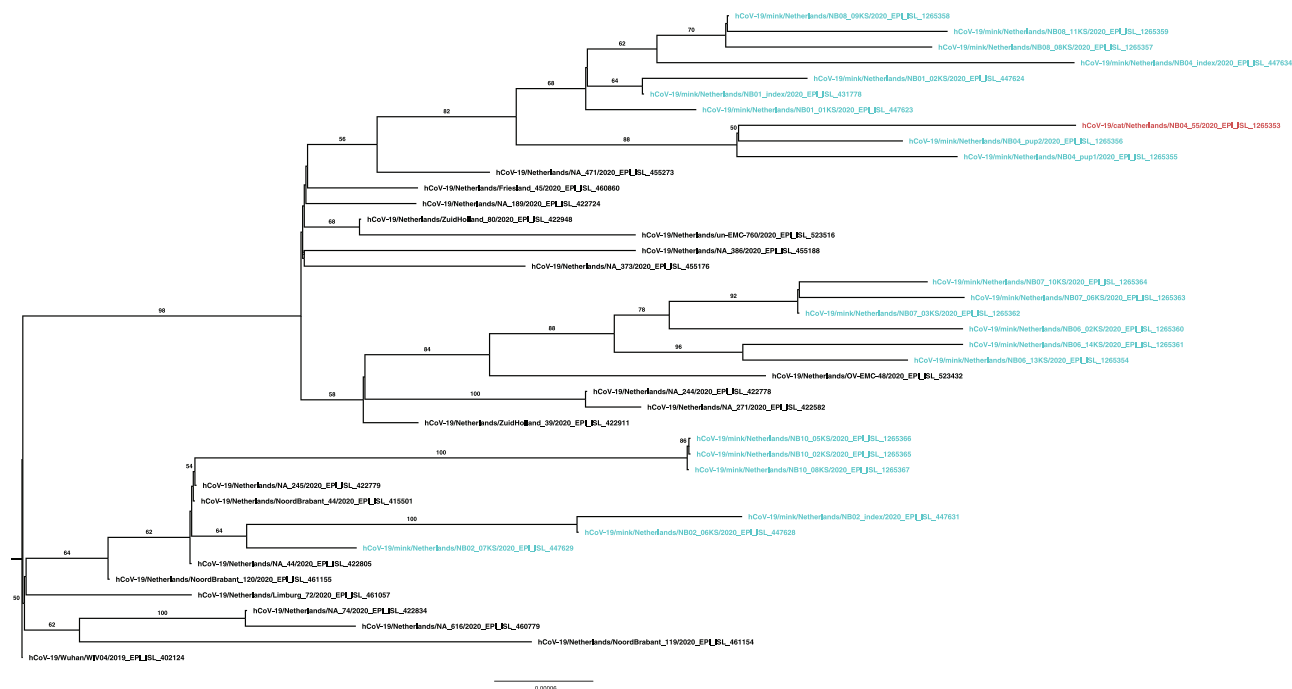 hCoV-19/mink/Netherlands/NB08_09KS/2020_EPI_ISL_1265358
70
hCoV-19/mink/Netherlands/NB08_11KS/2020_EPI_ISL_1265359
62
hCoV-19/mink/Netherlands/NB08_08KS/2020_EPI_ISL_1265357
hCoV-19/mink/Netherlands/NB04_index/2020_EPI_ISL_447634
68
64
hCoV-19/mink/Netherlands/NB01_02KS/2020_EPI_ISL_447624
hCoV-19/mink/Netherlands/NB01_index/2020_EPI_ISL_431778
82
hCoV-19/mink/Netherlands/NB01_01KS/2020_EPI_ISL_447623
50
hCoV-19/cat/Netherlands/NB04_55/2020_EPI_ISL_1265353
56
88
hCoV-19/mink/Netherlands/NB04_pup2/2020_EPI_ISL_1265356
hCoV-19/mink/Netherlands/NB04_pup1/2020_EPI_ISL_1265355
hCoV-19/Netherlands/NA_471/2020_EPI_ISL_455273
hCoV-19/Netherlands/Friesland_45/2020_EPI_ISL_460860
hCoV-19/Netherlands/NA_189/2020_EPI_ISL_422724
68
hCoV-19/Netherlands/ZuidHolland_80/2020_EPI_ISL_422948
hCoV-19/Netherlands/un-EMC-760/2020_EPI_ISL_523516
hCoV-19/Netherlands/NA_386/2020_EPI_ISL_455188
hCoV-19/Netherlands/NA_373/2020_EPI_ISL_455176
98
92
hCoV-19/mink/Netherlands/NB07_10KS/2020_EPI_ISL_1265364
hCoV-19/mink/Netherlands/NB07_06KS/2020_EPI_ISL_1265363
78
hCoV-19/mink/Netherlands/NB07_03KS/2020_EPI_ISL_1265362
88
hCoV-19/mink/Netherlands/NB06_02KS/2020_EPI_ISL_1265360
96
hCoV-19/mink/Netherlands/NB06_14KS/2020_EPI_ISL_1265361
84
hCoV-19/mink/Netherlands/NB06_13KS/2020_EPI_ISL_1265354
hCoV-19/Netherlands/OV-EMC-48/2020_EPI_ISL_523432
58
100
hCoV-19/Netherlands/NA_244/2020_EPI_ISL_422778
hCoV-19/Netherlands/NA_271/2020_EPI_ISL_422582
hCoV-19/Netherlands/ZuidHolland_39/2020_EPI_ISL_422911
86
hCoV-19/mink/Netherlands/NB10_05KS/2020_EPI_ISL_1265366
100
hCoV-19/mink/Netherlands/NB10_02KS/2020_EPI_ISL_1265365
54
hCoV-19/mink/Netherlands/NB10_08KS/2020_EPI_ISL_1265367
hCoV-19/Netherlands/NA_245/2020_EPI_ISL_422779
hCoV-19/Netherlands/NoordBrabant_44/2020_EPI_ISL_415501
100
hCoV-19/mink/Netherlands/NB02_index/2020_EPI_ISL_447631
62
64
hCoV-19/mink/Netherlands/NB02_06KS/2020_EPI_ISL_447628
hCoV-19/mink/Netherlands/NB02_07KS/2020_EPI_ISL_447629
64
hCoV-19/Netherlands/NA_44/2020_EPI_ISL_422805
hCoV-19/Netherlands/NoordBrabant_120/2020_EPI_ISL_461155
50
hCoV-19/Netherlands/Limburg_72/2020_EPI_ISL_461057
100
hCoV-19/Netherlands/NA_74/2020_EPI_ISL_422834
62
hCoV-19/Netherlands/NA_616/2020_EPI_ISL_460779
hCoV-19/Netherlands/NoordBrabant_119/2020_EPI_ISL_461154
hCoV-19/Wuhan/WIV04/2019_EPI_ISL_402124